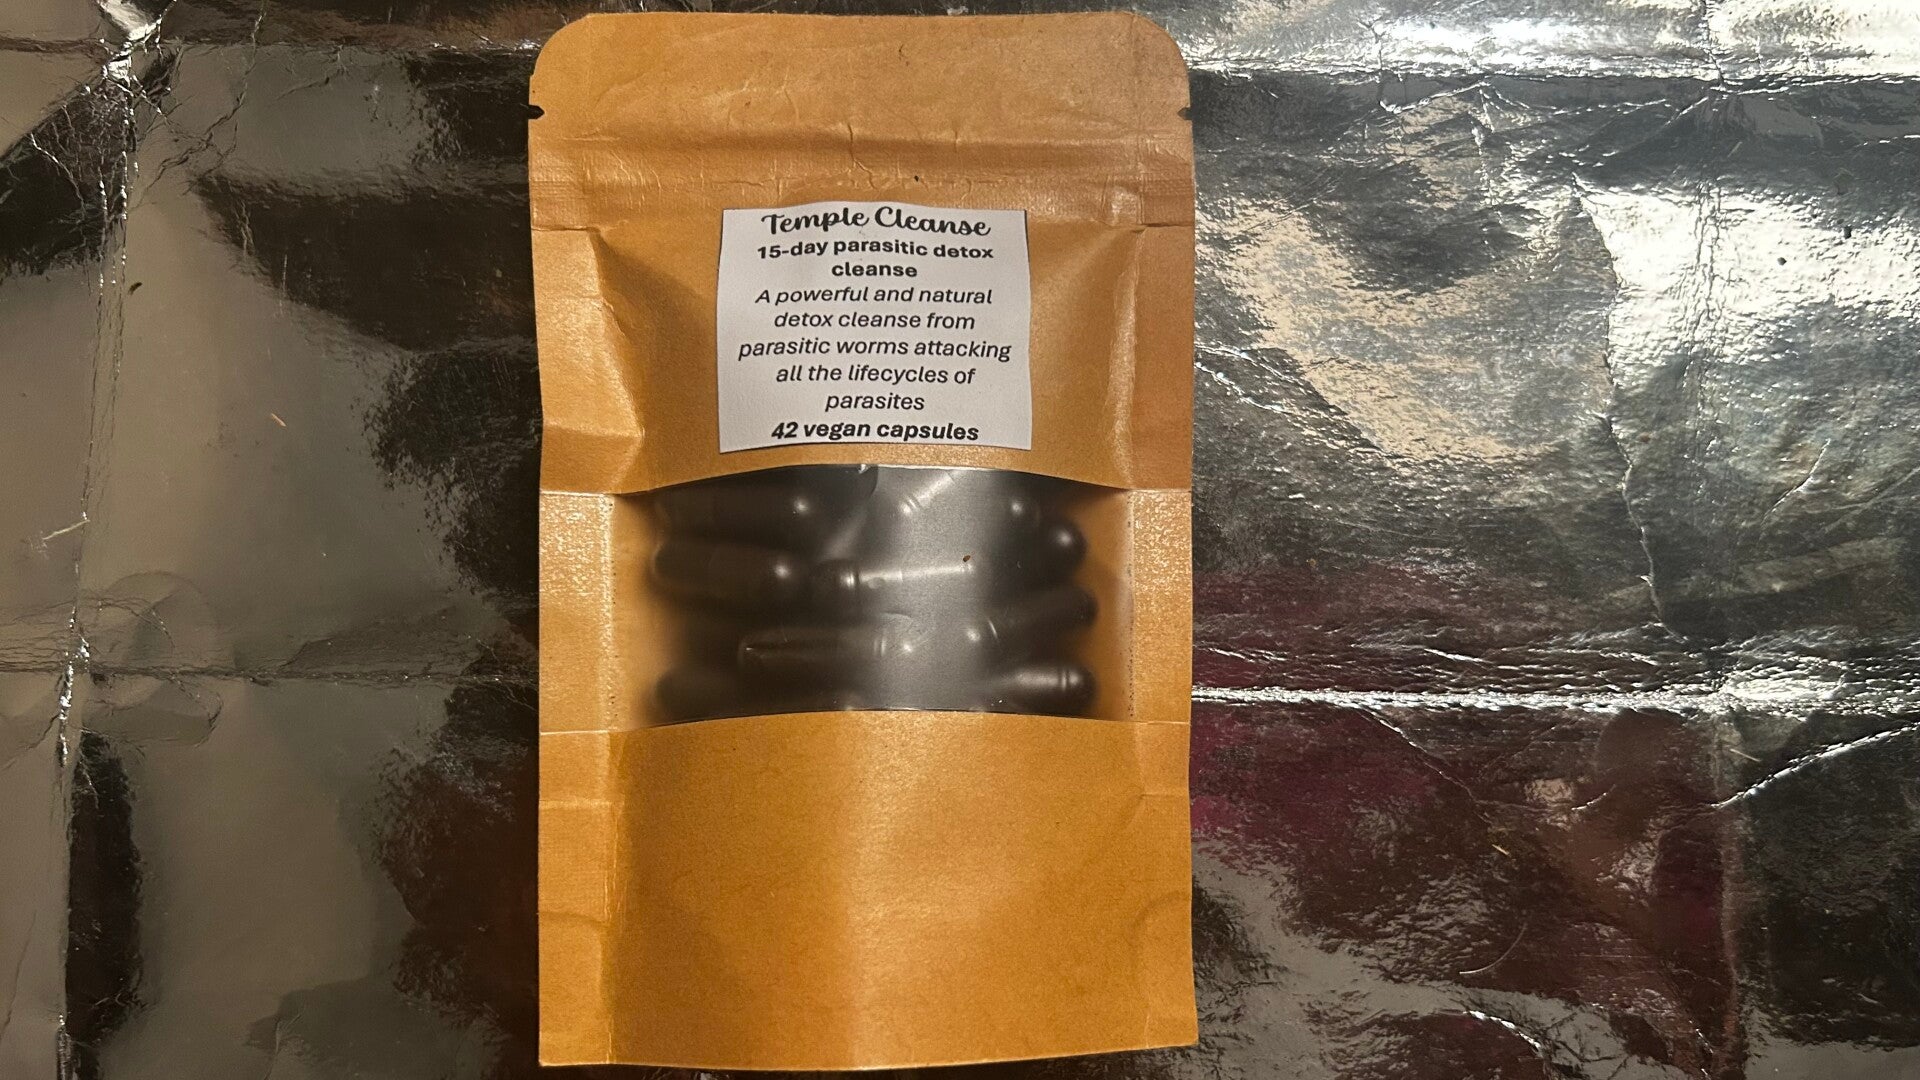 Temple Cleanse
15-day parasitic detox
cleanse
A powerful and natural
detox cleanse from
parasitic worms attacking
all the lifecycles of
parasites
42 vegan capsules